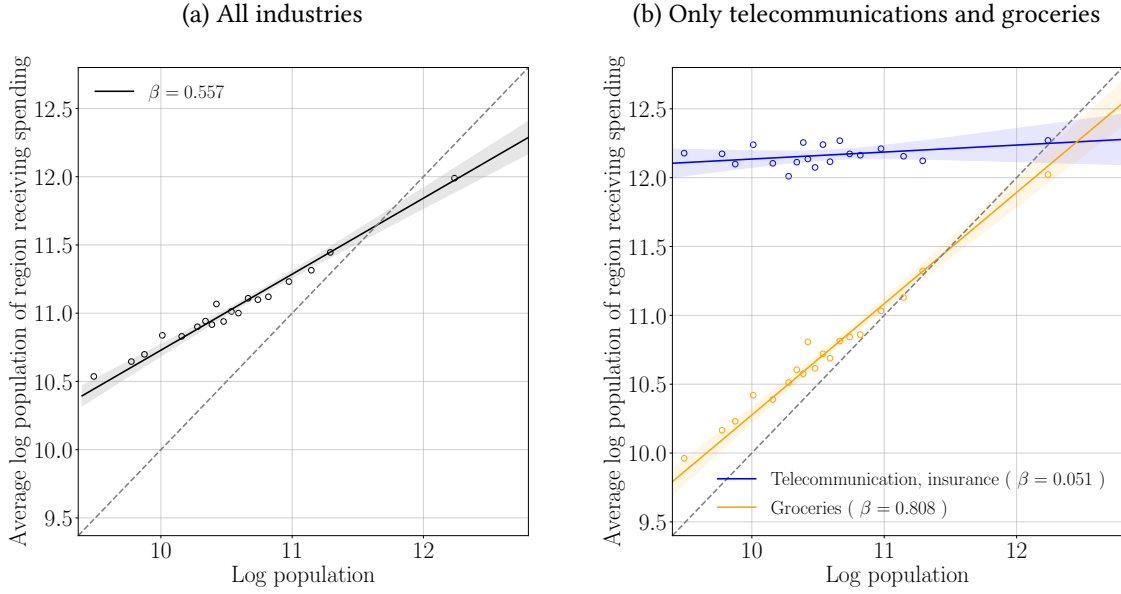 (a) All industries
Average log population of region receiving spending
12.5
12.0
11.5
11.0
10.5
10.0
9.5
β = 0.557
10
11
12
Log population
(b) Only telecommunications and groceries
Average log population of region receiving spending
12.5
12.0
11.5
11.0
10.5
10.0
9.5
Telecommunication, insurance ( β = 0.051 )
Groceries ( β = 0.808 )
10
11
12
Log population